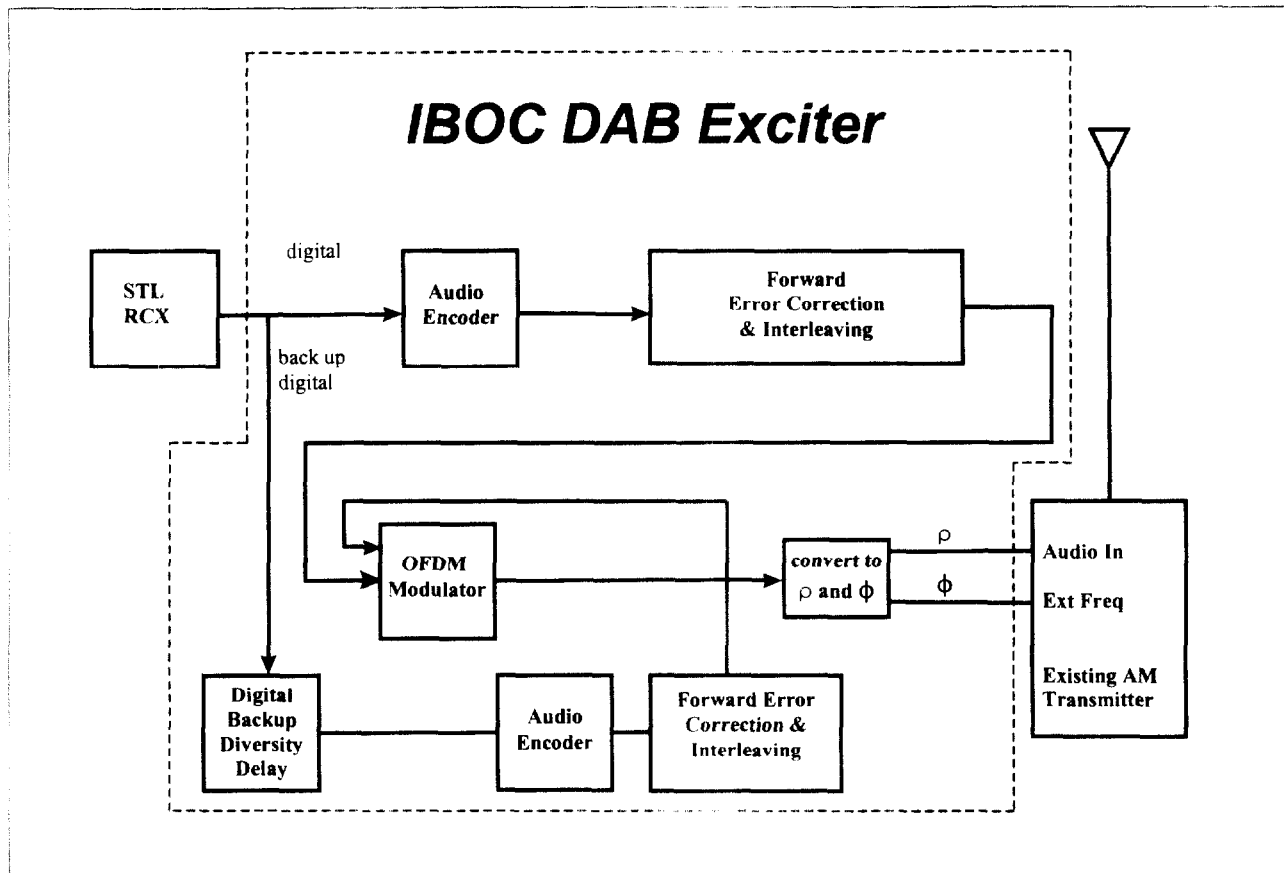 IBOC DAB Exciter
digital
STL
RCX
Audio
Encoder
Forward
Error Correction
& Interleaving
back up
digital
OFDM
Modulator
convert to
ρ and ϕ
ρ
ϕ
Audio In
Ext Freq
Existing AM
Transmitter
Digital
Backup
Diversity
Delay
Audio
Encoder
Forward Error
Correction &
Interleaving